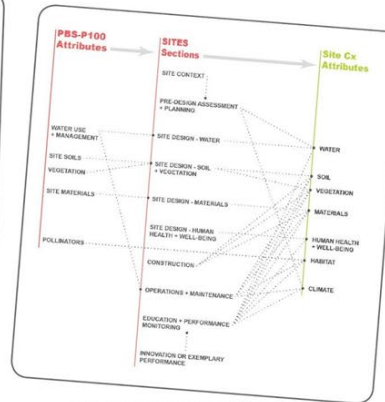 PBS-P100
Attributes
SITES
Sections
Site Cx
Attributes
SITE CONTEXT
PRE-DESIGN ASSESSMENT
+ PLANNING
WATER USE
+ MANAGEMENT
SITE DESIGN - WATER
WATER
SITE SOILS
SITE DESIGN - SOIL
+ VEGETATION
SOIL
VEGETATION
VEGETATION
SITE MATERIALS
SITE DESIGN - MATERIALS
MATERIALS
SITE DESIGN - HUMAN
HEALTH + WELL-BEING
HUMAN HEALTH
+ WELL-BEING
POLLINATORS
CONSTRUCTION
HABITAT
OPERATIONS + MAINTENANCE
CLIMATE
EDUCATION + PERFORMANCE
MONITORING
INNOVATION OR EXEMPLARY
PERFORMANCE